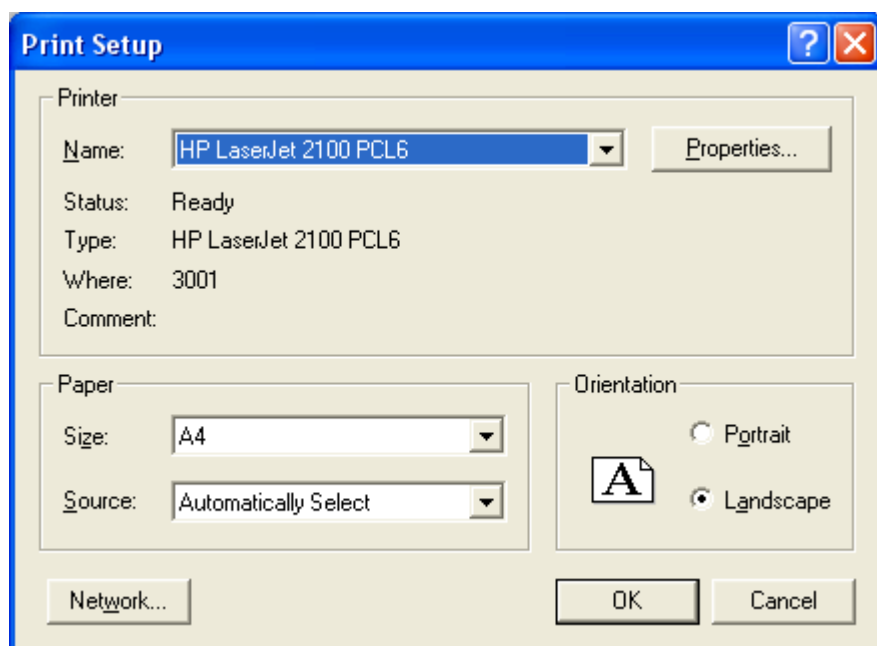 Print Setup
Printer
Name: HP LaserJet 2100 PCL6 Properties...
Status: Ready
Type: HP LaserJet 2100 PCL6
Where: 3001
Comment:
Paper
Size: A4
Source: Automatically Select
Orientation
A
Portrait
Landscape
Network... OK Cancel